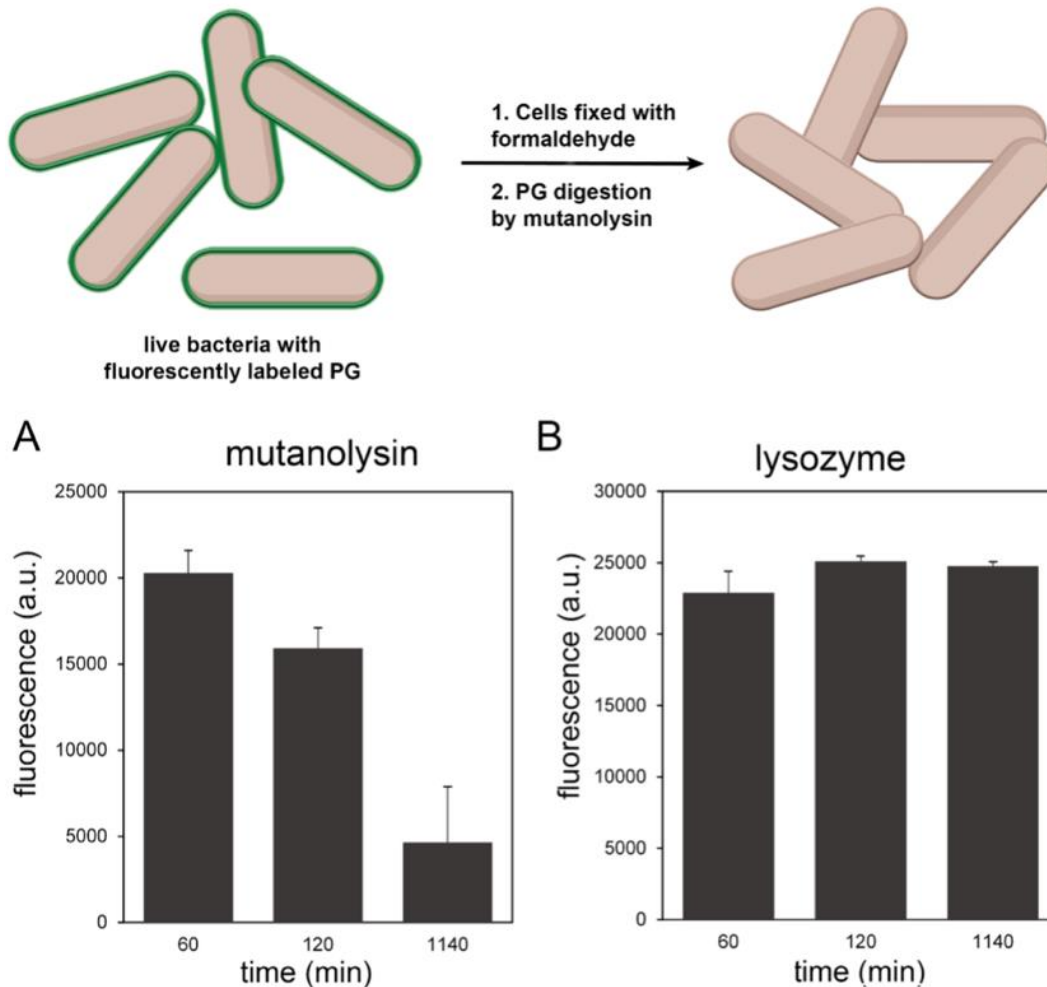 1. Cells fixed with
formaldehyde
2. PG digestion
by mutanolysin
live bacteria with
fluorescently labeled PG
A
mutanolysin
fluorescence (a.u.)
25000
20000
15000
10000
5000
0
60 120 1140
time (min)
B
lysozyme
fluorescence (a.u.)
30000
25000
20000
15000
10000
5000
0
60 120 1140
time (min)